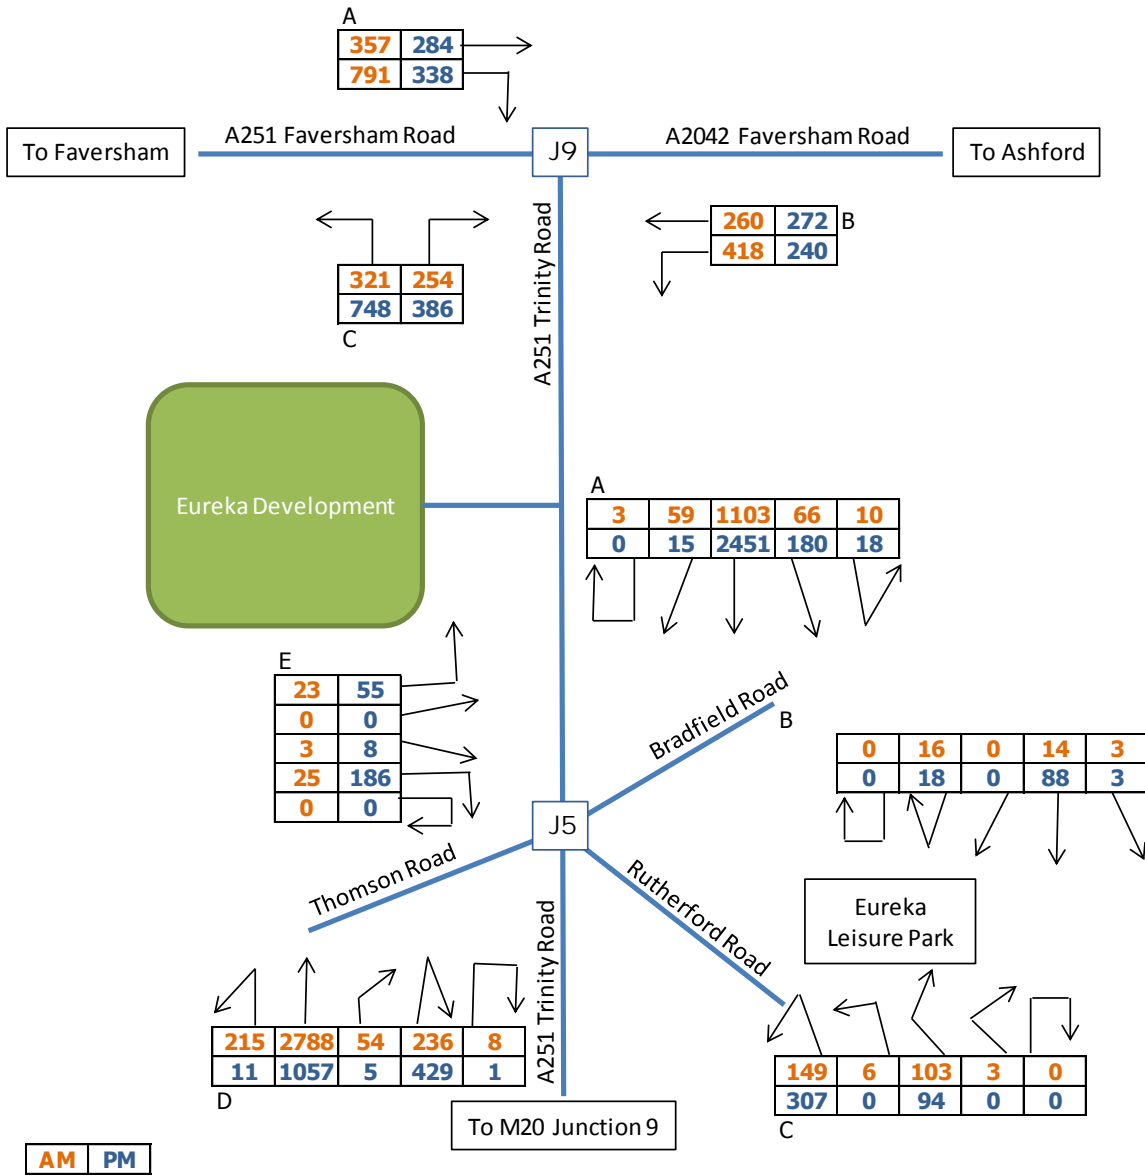 A
357 284
791 338
A251 Faversham Road
A2042 Faversham Road
To Faversham
J9
To Ashford
A251 Trinity Road
260 272
418 240
B
321 254
748 386
C
Eureka Development
A
3 59 1103 66 10
0 15 2451 180 18
E
23 55
0 0
3 8
25 186
0 0
Bradfield Road
B
0 16 0 14 3
0 18 0 88 3
J5
Thomson Road
Rutherford Road
Eureka
Leisure Park
A251 Trinity Road
215 2788 54 236 8
11 1057 5 429 1
D
149 6 103 3 0
307 0 94 0 0
C
To M20 Junction 9
AM PM